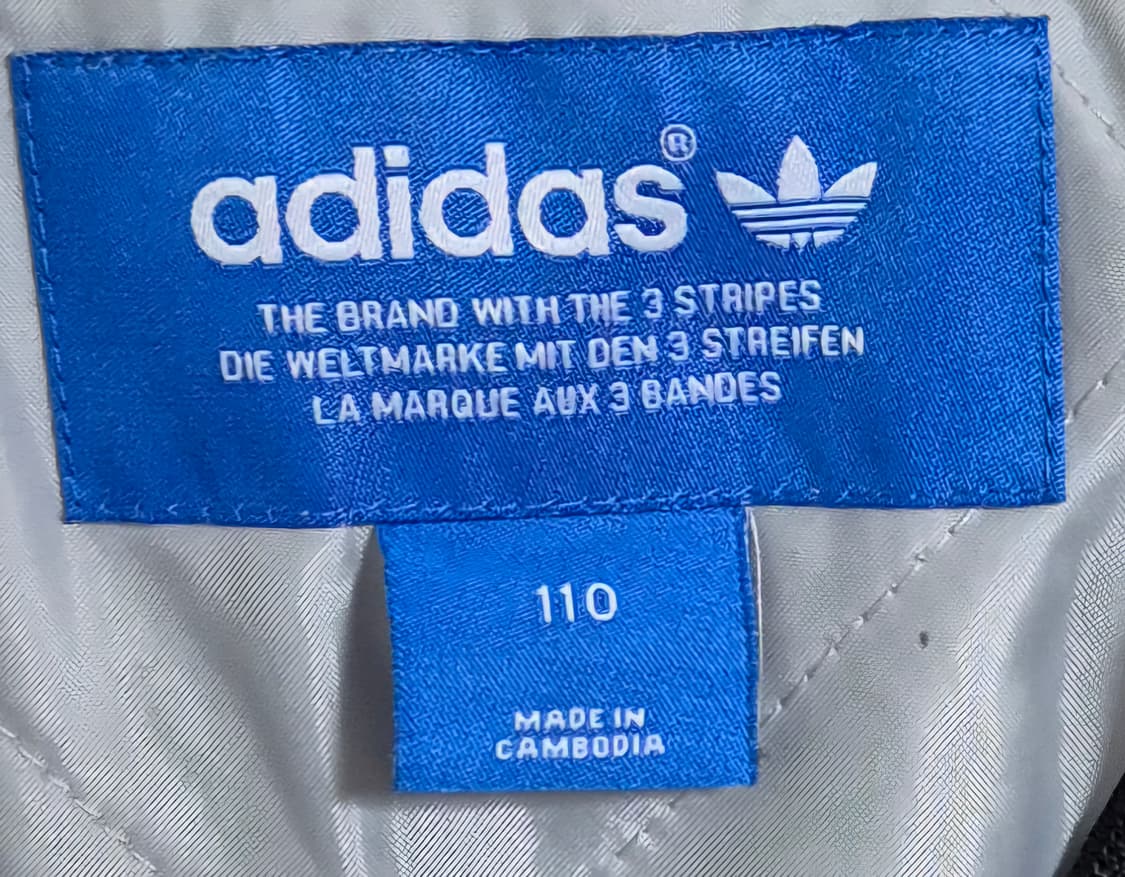 adidas®
THE BRAND WITH THE 3 STRIPES
DIE WELTMARKE MIT DEN 3 STREIFEN
LA MARQUE AUX 3 BANDES
110
MADE IN
CAMBODIA